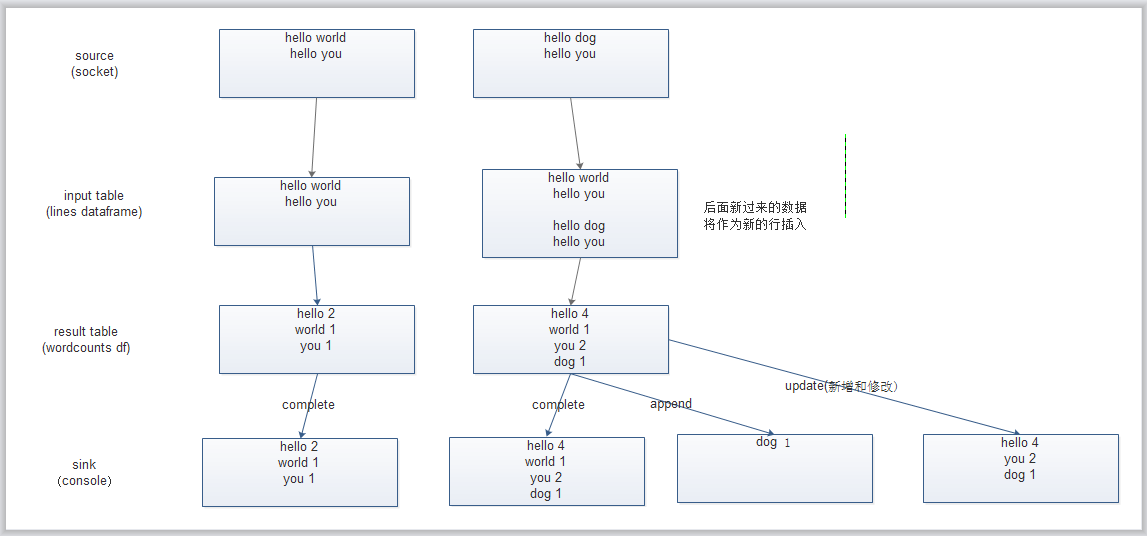 source
(socket)
hello world
hello you
hello dog
hello you
input table
(lines dataframe)
hello world
hello you
hello world
hello you
hello dog
hello you
后面新过来的数据
将作为新的行插入
result table
(wordcounts df)
hello 2
world 1
you 1
hello 4
world 1
you 2
dog 1
complete
complete
append
update(新增和修改)
sink
(console)
hello 2
world 1
you 1
hello 4
world 1
you 2
dog 1
dog 1
hello 4
you 2
dog 1